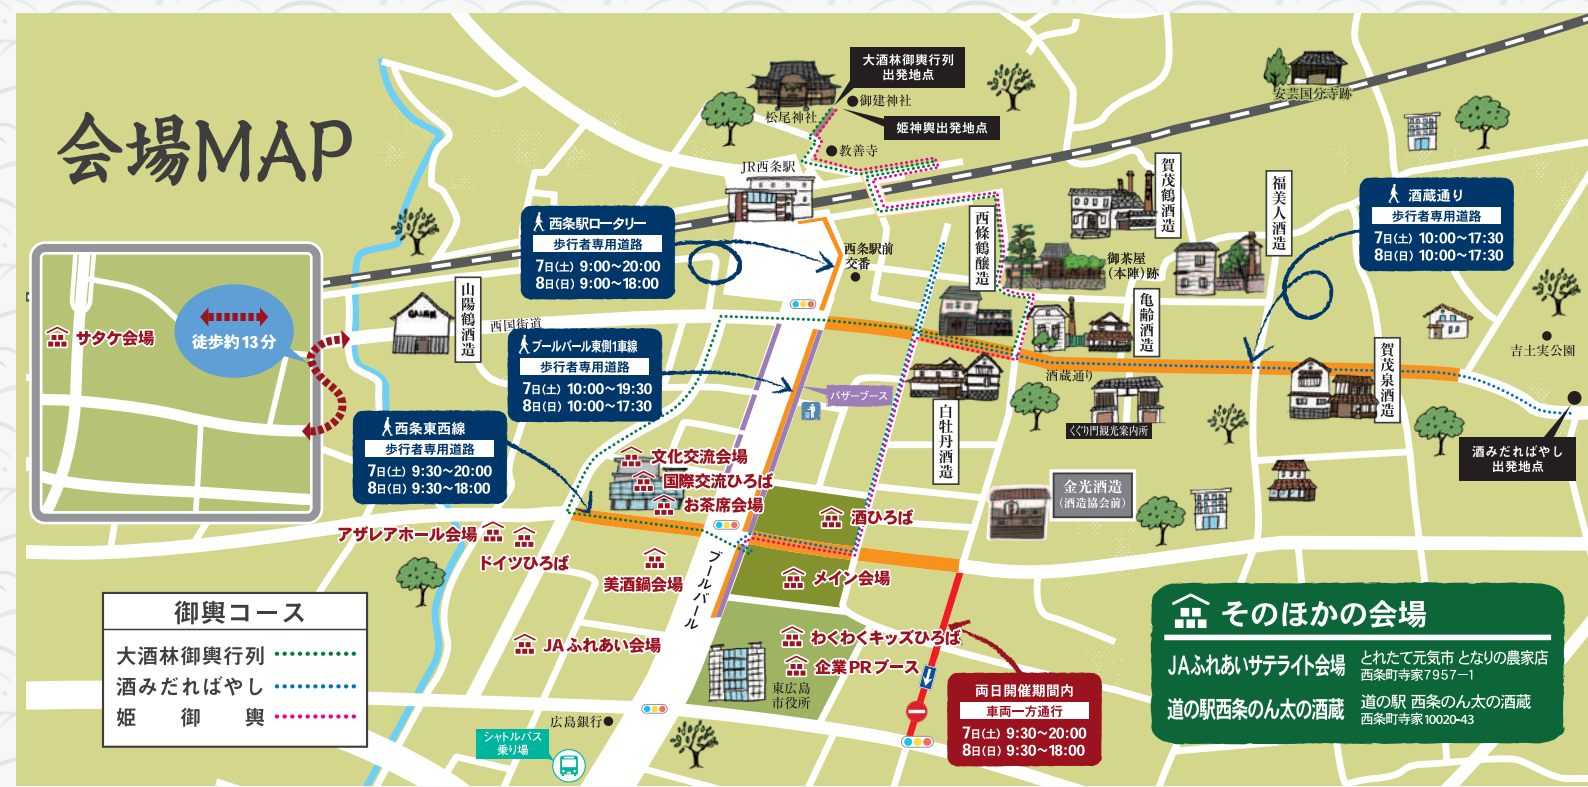 会場MAP
大酒林御輿行列
出発地点
御建神社
松尾神社
姫神輿出発地点
教善寺
JR西条駅
安芸国分寺跡
西条駅ロータリー
歩行者専用道路
7日(土) 9:00~20:00
8日(日) 9:00~18:00
西条駅前
交番
西條鶴醸造
賀茂鶴酒造
福美人酒造
御茶屋
(本陣)跡
亀齢酒造
酒蔵通り
歩行者専用道路
7日(土) 10:00~17:30
8日(日) 10:00~17:30
サタケ会場
徒歩約13分
山陽鶴酒造
西国街道
ブールバール東側1車線
歩行者専用道路
7日(土) 10:00~19:30
8日(日) 10:00~17:30
バザーブース
白牡丹酒造
酒蔵通り
くぐり門観光案内所
賀茂泉酒造
吉土実公園
酒みだればやし
出発地点
西条東西線
歩行者専用道路
7日(土) 9:30~20:00
8日(日) 9:30~18:00
文化交流会場
国際交流ひろば
お茶席会場
酒ひろば
金光酒造
(酒造協会前)
アザレアホール会場
ドイツひろば
美酒鍋会場
ブールバール
メイン会場
JAふれあい会場
わくわくキッズひろば
企業PRブース
東広島
市役所
広島銀行
シャトルバス
乗り場
御輿コース
大酒林御輿行列
酒みだればやし
姫御輿
両日開催期間内
車両一方通行
7日(土) 9:30~20:00
8日(日) 9:30~18:00
そのほかの会場
JAふれあいサテライト会場
とれたて元気市 となりの農家店
西条町寺家7957-1
道の駅西条のん太の酒蔵
道の駅 西条のん太の酒蔵
西条町寺家10020-43